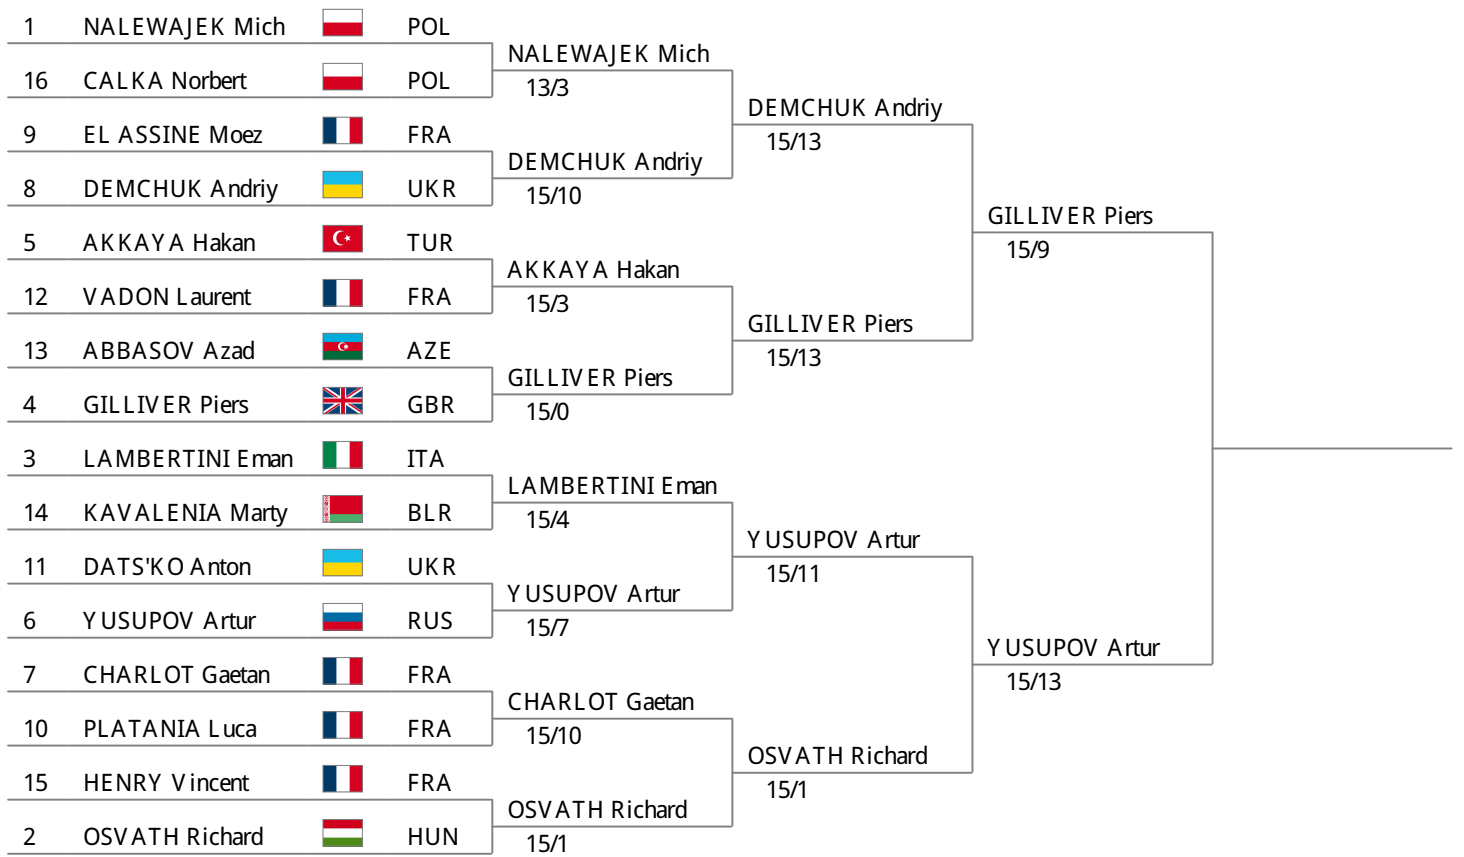 1 NALEWAJEK Mich POL
NALEWAJEK Mich
16 CALKA Norbert POL
13/3
DEMCHUK Andriy
9 EL ASSINE Moez FRA
15/13
DEMCHUK Andriy
8 DEMCHUK Andriy UKR
15/10
GILLIVER Piers
5 AKKAYA Hakan TUR
15/9
AKKAYA Hakan
12 VADON Laurent FRA
15/3
GILLIVER Piers
13 ABBASOV Azad AZE
15/13
GILLIVER Piers
4 GILLIVER Piers GBR
15/0
3 LAMBERTINI Eman ITA
LAMBERTINI Eman
14 KAVALENIA Marty BLR
15/4
YUSUPOV Artur
11 DATS'KO Anton UKR
15/11
YUSUPOV Artur
6 YUSUPOV Artur RUS
15/7
YUSUPOV Artur
7 CHARLOT Gaetan FRA
15/13
CHARLOT Gaetan
10 PLATANIA Luca FRA
15/10
OSVATH Richard
15 HENRY Vincent FRA
15/1
OSVATH Richard
2 OSVATH Richard HUN
15/1